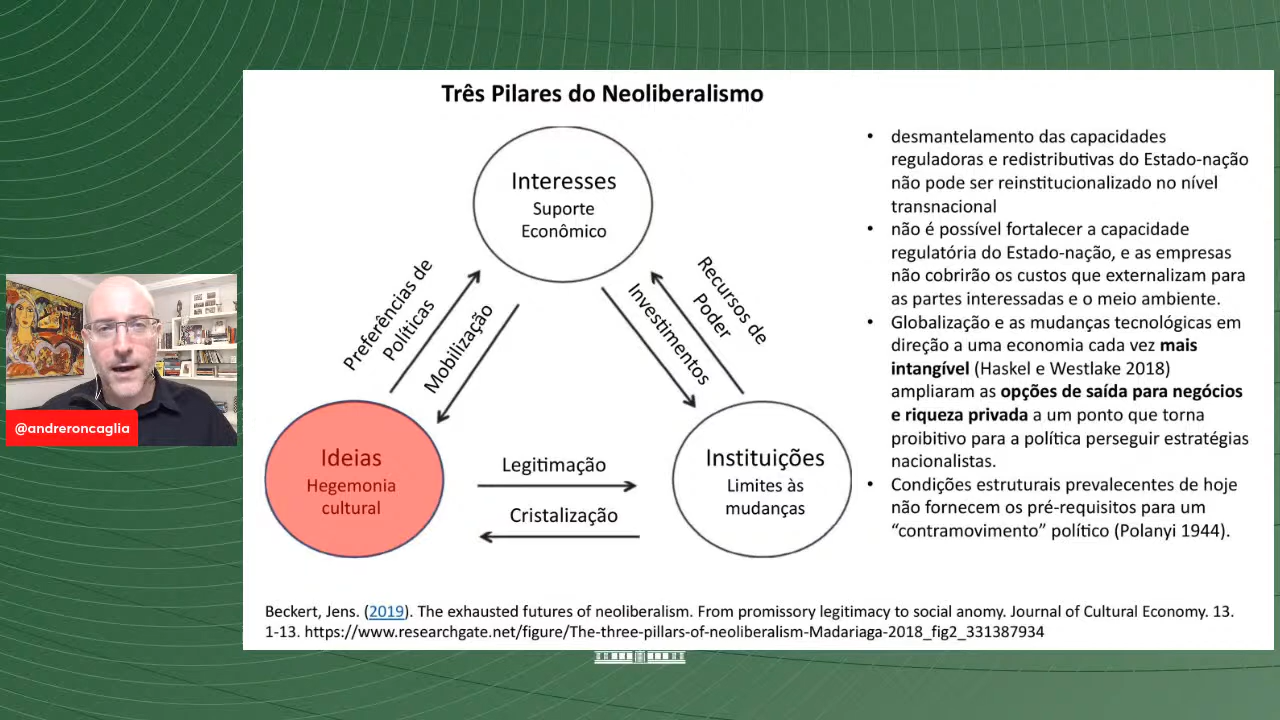 Três Pilares do Neoliberalismo
Interesses
Suporte
Econômico
Preferências de
Políticas
Mobilização
Investimentos
Recursos de
Poder
Ideias
Hegemonia
cultural
Legitimação
Cristalização
Instituições
Limites às
mudanças
• desmantelamento das capacidades
reguladoras e redistributivas do Estado-nação
não pode ser reinstitucionalizado no nível
transnacional
• não é possível fortalecer a capacidade
regulatória do Estado-nação, e as empresas
não cobrirão os custos que externalizam para
as partes interessadas e o meio ambiente.
• Globalização e as mudanças tecnológicas em
direção a uma economia cada vez mais
intangível (Haskel e Westlake 2018)
ampliaram as opções de saída para negócios
e riqueza privada a um ponto que torna
proibitivo para a política perseguir estratégias
nacionalistas.
• Condições estruturais prevalecentes de hoje
não fornecem os pré-requisitos para um
“contramovimento” político (Polanyi 1944).
@andreroncaglia
Beckert, Jens. (2019). The exhausted futures of neoliberalism. From promissory legitimacy to social anomy. Journal of Cultural Economy. 13.
1-13. https://www.researchgate.net/figure/The-three-pillars-of-neoliberalism-Madariaga-2018_fig2_331387934